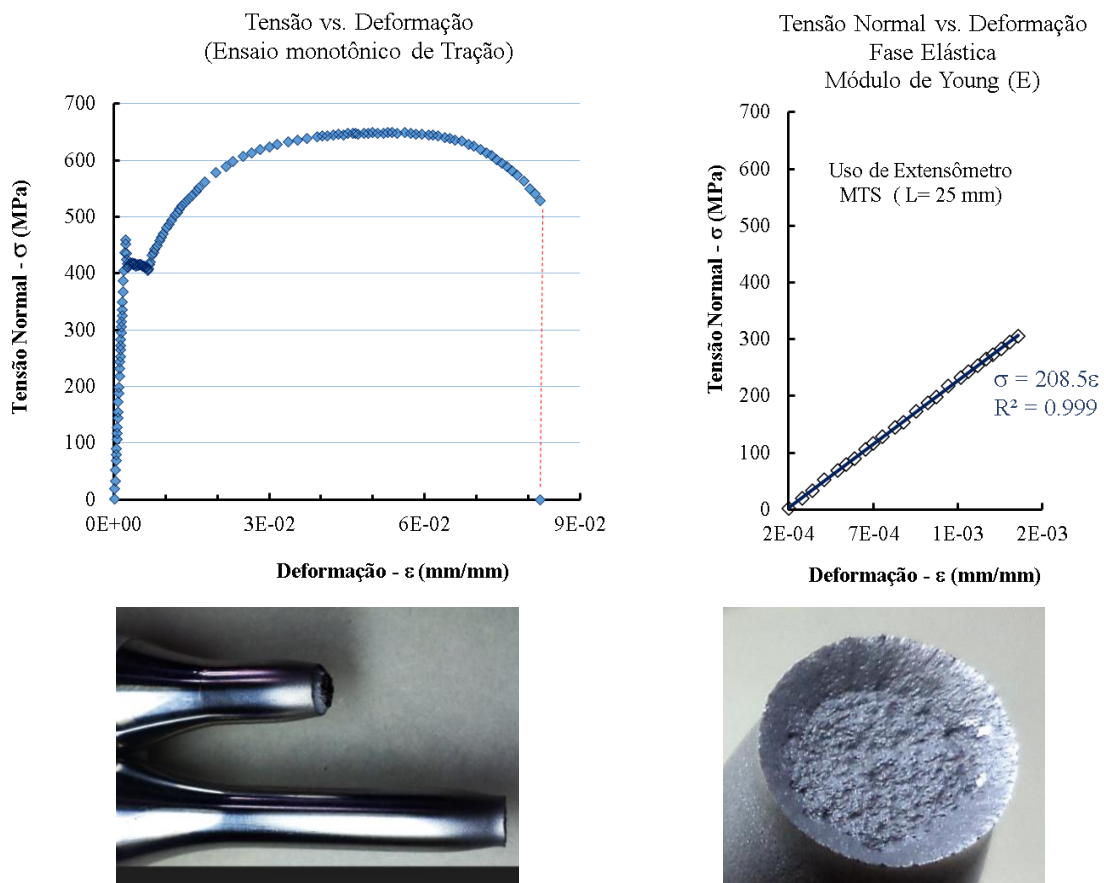 Tensão vs. Deformação
(Ensaio monotônico de Tração)
700
600
500
400
300
200
100
0
0E+00
3E-02
6E-02
9E-02
Tensão Normal - σ (MPa)
Deformação - ε (mm/mm)
Tensão Normal vs. Deformação
Fase Elástica
Módulo de Young (E)
700
600
500
400
300
200
100
0
2E-04
7E-04
1E-03
2E-03
Tensão Normal - σ (MPa)
Uso de Extensômetro
MTS ( L= 25 mm)
σ = 208.5ε
R² = 0.999
Deformação - ε (mm/mm)